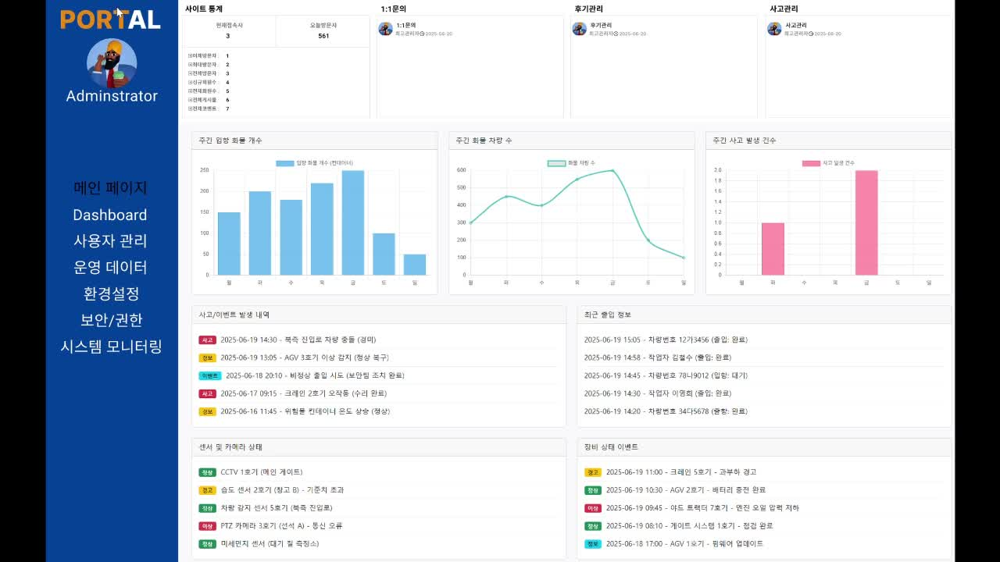 PORTAL
Adminstrator
메인 페이지
Dashboard
사용자 관리
운영 데이터
환경설정
보안/권한
시스템 모니터링
사이트 통계
현재접속자
3
오늘방문자
561
어제방문자 : 1
최대방문자 : 2
전체방문자 : 3
신규회원수 : 4
전체회원수 : 5
전체게시물 : 6
전체코멘트 : 7
1:1문의
1:1문의
최고관리자 2025-06-20
후기관리
후기관리
최고관리자 2025-06-20
사고관리
사고관리
최고관리자 2025-06-20
주간 입항 화물 개수
입항 화물 개수 (컨테이너)
250
200
150
100
50
0
월 화 수 목 금 토 일
주간 화물 차량 수
화물 차량 수
600
500
400
300
200
100
0
월 화 수 목 금 토 일
주간 사고 발생 건수
사고 발생 건수
2.0
1.8
1.6
1.4
1.2
1.0
0.8
0.6
0.4
0.2
0
월 화 수 목 금 토 일
사고/이벤트 발생 내역
사고 2025-06-19 14:30 - 북측 진입로 차량 충돌 (경미)
경보 2025-06-19 13:05 - AGV 3호기 이상 감지 (정상 복구)
이벤트 2025-06-18 20:10 - 비정상 출입 시도 (보안팀 조치 완료)
사고 2025-06-17 09:15 - 크레인 2호기 오작동 (수리 완료)
경보 2025-06-16 11:45 - 위험물 컨테이너 온도 상승 (정상)
최근 출입 정보
2025-06-19 15:05 - 차량번호 12가3456 (출입: 완료)
2025-06-19 14:58 - 작업자 김철수 (출입: 완료)
2025-06-19 14:45 - 차량번호 78나9012 (입항: 대기)
2025-06-19 14:30 - 작업자 이영희 (출입: 완료)
2025-06-19 14:20 - 차량번호 34다5678 (출항: 완료)
센서 및 카메라 상태
정상 CCTV 1호기 (메인 게이트)
경고 습도 센서 2호기 (창고 B) - 기준치 초과
정상 차량 감지 센서 5호기 (북측 진입로)
이상 PTZ 카메라 3호기 (선석 A) - 통신 오류
정상 미세먼지 센서 (대기 질 측정소)
장비 상태 이벤트
경고 2025-06-19 11:00 - 크레인 5호기 - 과부하 경고
정상 2025-06-19 10:30 - AGV 2호기 - 배터리 충전 완료
이상 2025-06-19 09:45 - 야드 트랙터 7호기 - 엔진 오일 압력 저하
정상 2025-06-19 08:10 - 게이트 시스템 1호기 - 점검 완료
정보 2025-06-18 17:00 - AGV 1호기 - 펌웨어 업데이트